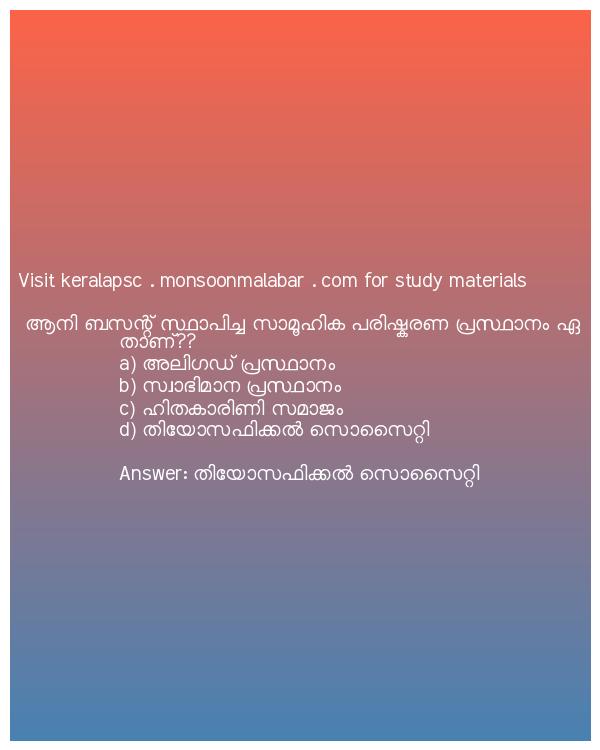 Visit keralapsc . monsoonmalabar . com for study materials
ആനി ബസന്റ് സ്ഥാപിച്ച സാമൂഹിക പരിഷ്കരണ പ്രസ്ഥാനം ഏ
താണ്??
a) അലിഗഡ് പ്രസ്ഥാനം
b) സ്വാഭിമാന പ്രസ്ഥാനം
c) ഹിതകാരിണി സമാജം
d) തിയോസഫിക്കൽ സൊസൈറ്റി
Answer: തിയോസഫിക്കൽ സൊസൈറ്റി